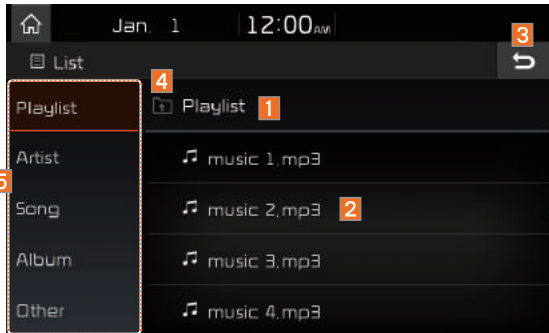 Jan. 1 12:00AM
3
List
4
Playlist
Playlist 1
Artist
music 1.mp3
5
Song
music 2.mp3 2
Album
music 3.mp3
Other
music 4.mp3